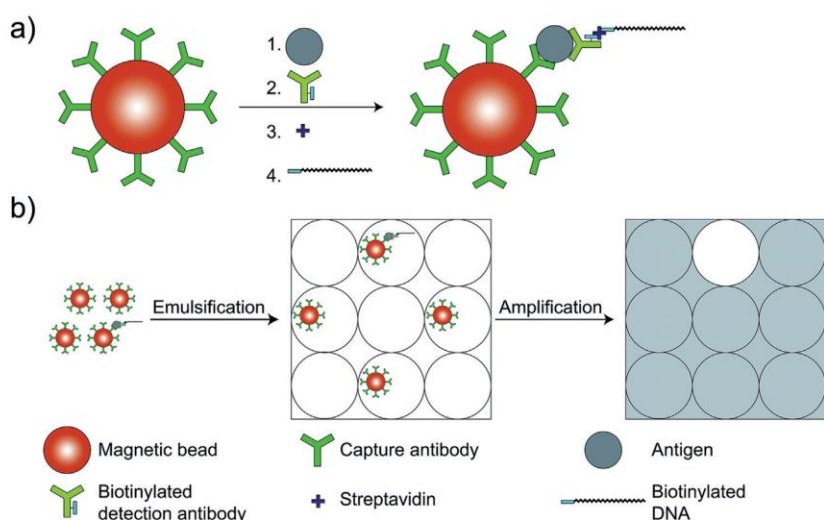 a)
1.
2.
3.
4.
b)
Emulsification
Amplification
Magnetic bead
Capture antibody
Antigen
Biotinylated
detection antibody
Streptavidin
Biotinylated
DNA